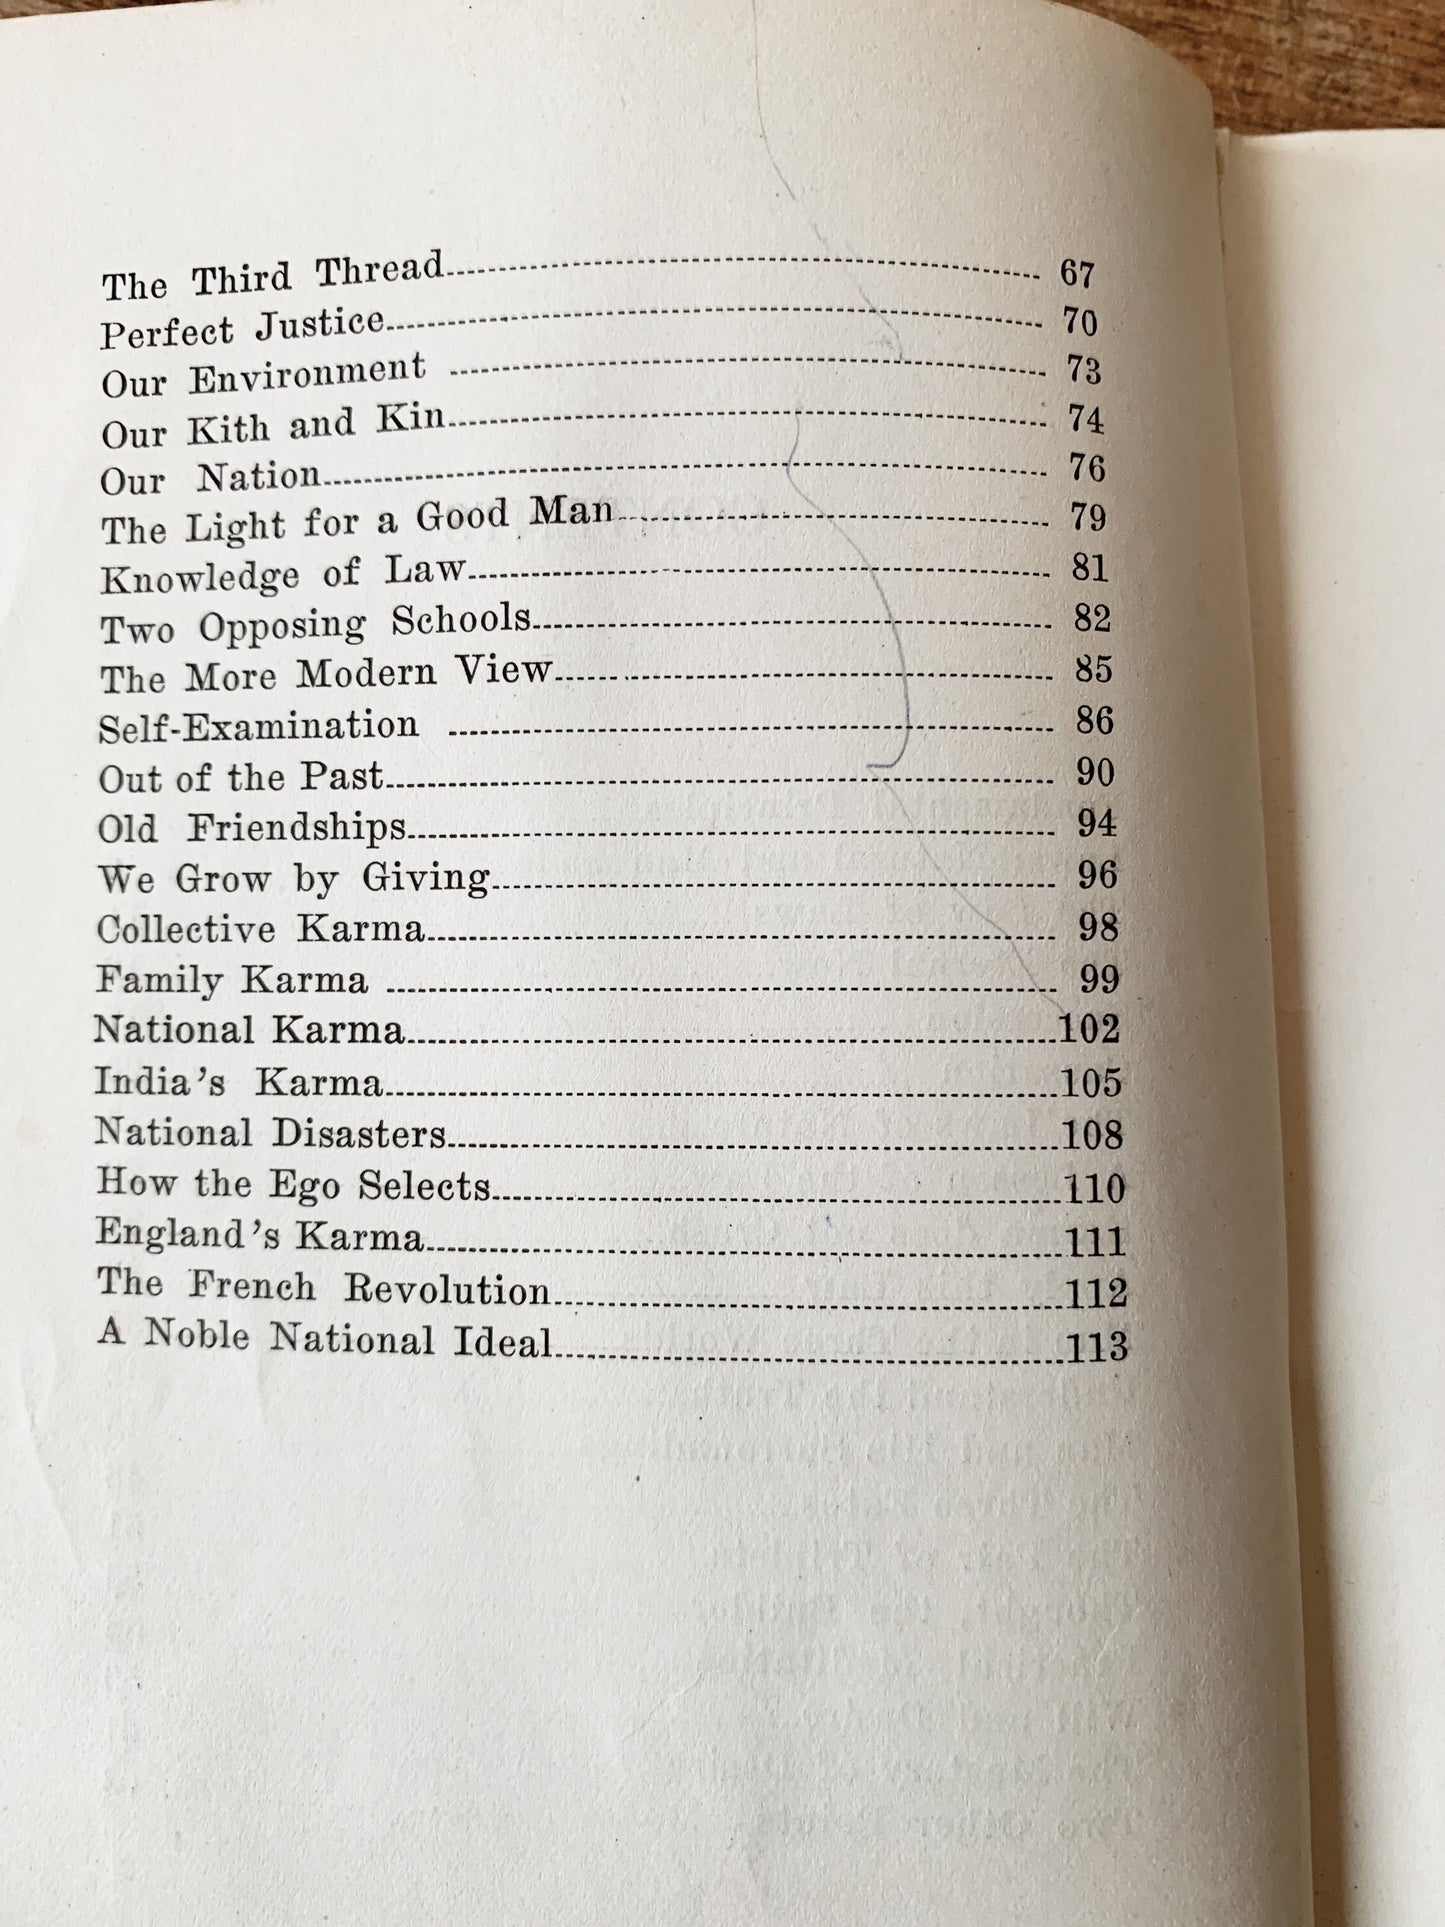 The Third Thread 67
Perfect Justice 70
Our Environment 73
Our Kith and Kin 74
Our Nation 76
The Light for a Good Man 79
Knowledge of Law 81
Two Opposing Schools 82
The More Modern View 85
Self-Examination 86
Out of the Past 90
Old Friendships 94
We Grow by Giving 96
Collective Karma 98
Family Karma 99
National Karma 102
India's Karma 105
National Disasters 108
How the Ego Selects 110
England's Karma 111
The French Revolution 112
A Noble National Ideal 113